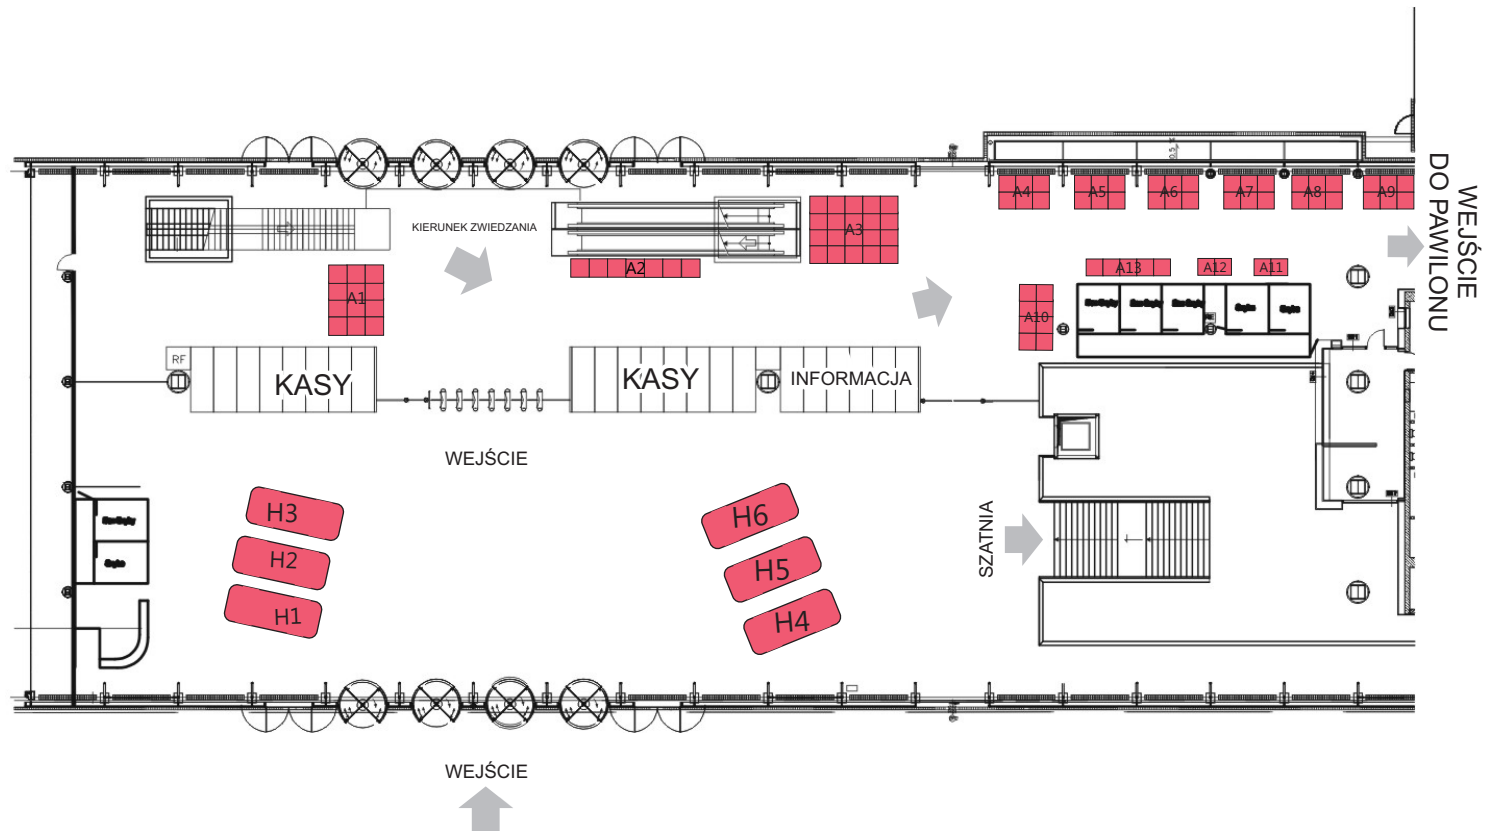 A4
A5
A6
A7
A8
A9
WEJŚCIE
DO PAWILONU
KIERUNEK ZWIEDZANIA
A3
A2
A13
A12
A11
A1
A10
RF
KASY
KASY
INFORMACJA
WEJŚCIE
H3
H6
H2
H5
H1
H4
SZATNIA
WEJŚCIE